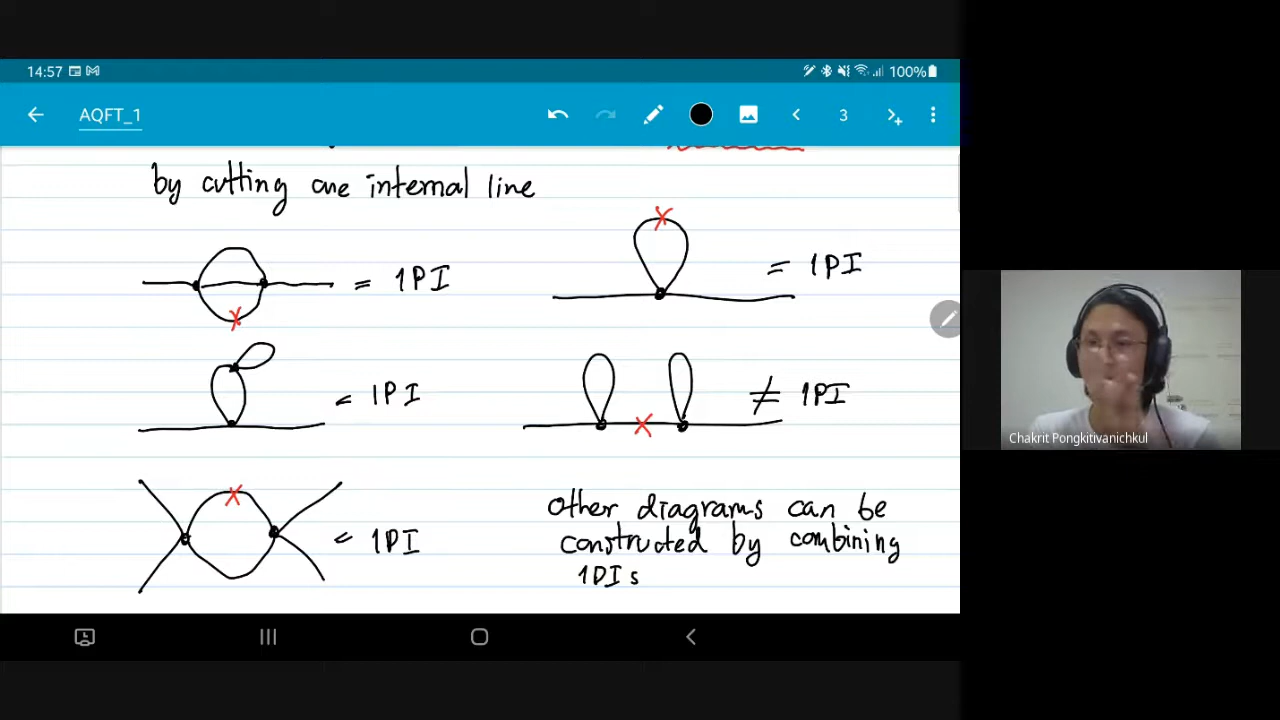 14:57
100%
AQFT_1
3
by cutting one internal line
= 1PI
= 1PI
= 1PI
≠ 1PI
= 1PI
Other diagrams can be
constructed by combining
1PIs
Chakrit Pongkitivanichkul